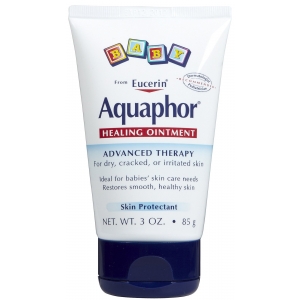 BABY
From Eucerin®
Aquaphor®
HEALING OINTMENT
ADVANCED THERAPY
For dry, cracked, or irritated skin
Ideal for babies' skin care needs
Restores smooth, healthy skin
Skin Protectant
NET. WT. 3 OZ. • 85 g